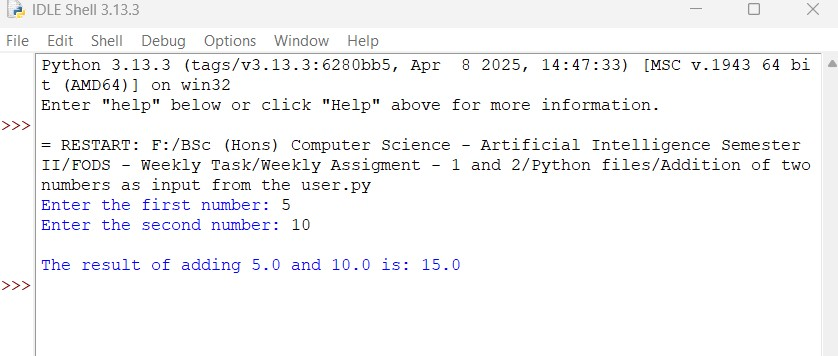 IDLE Shell 3.13.3
File Edit Shell Debug Options Window Help
Python 3.13.3 (tags/v3.13.3:6280bb5, Apr  8 2025, 14:47:33) [MSC v.1943 64 bi
t (AMD64)] on win32
Enter "help" below or click "Help" above for more information.
>>>
= RESTART: F:/BSc (Hons) Computer Science - Artificial Intelligence Semester
II/FODS - Weekly Task/Weekly Assigment - 1 and 2/Python files/Addition of two
numbers as input from the user.py
Enter the first number: 5
Enter the second number: 10
The result of adding 5.0 and 10.0 is: 15.0
>>>